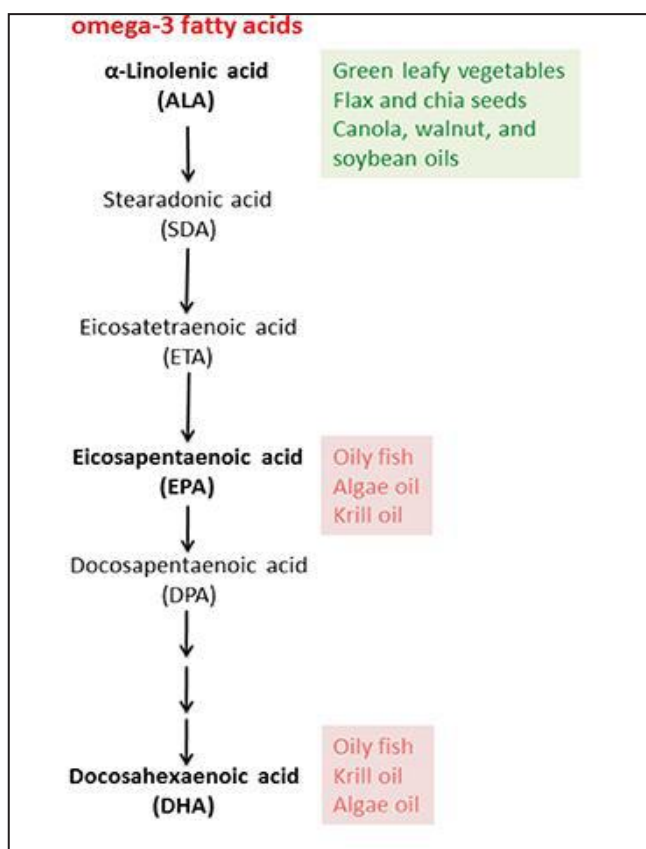 omega-3 fatty acids
α-Linolenic acid
(ALA)
Green leafy vegetables
Flax and chia seeds
Canola, walnut, and
soybean oils
Stearadonic acid
(SDA)
Eicosatetraenoic acid
(ETA)
Eicosapentaenoic acid
(EPA)
Oily fish
Algae oil
Krill oil
Docosapentaenoic acid
(DPA)
Docosahexaenoic acid
(DHA)
Oily fish
Krill oil
Algae oil